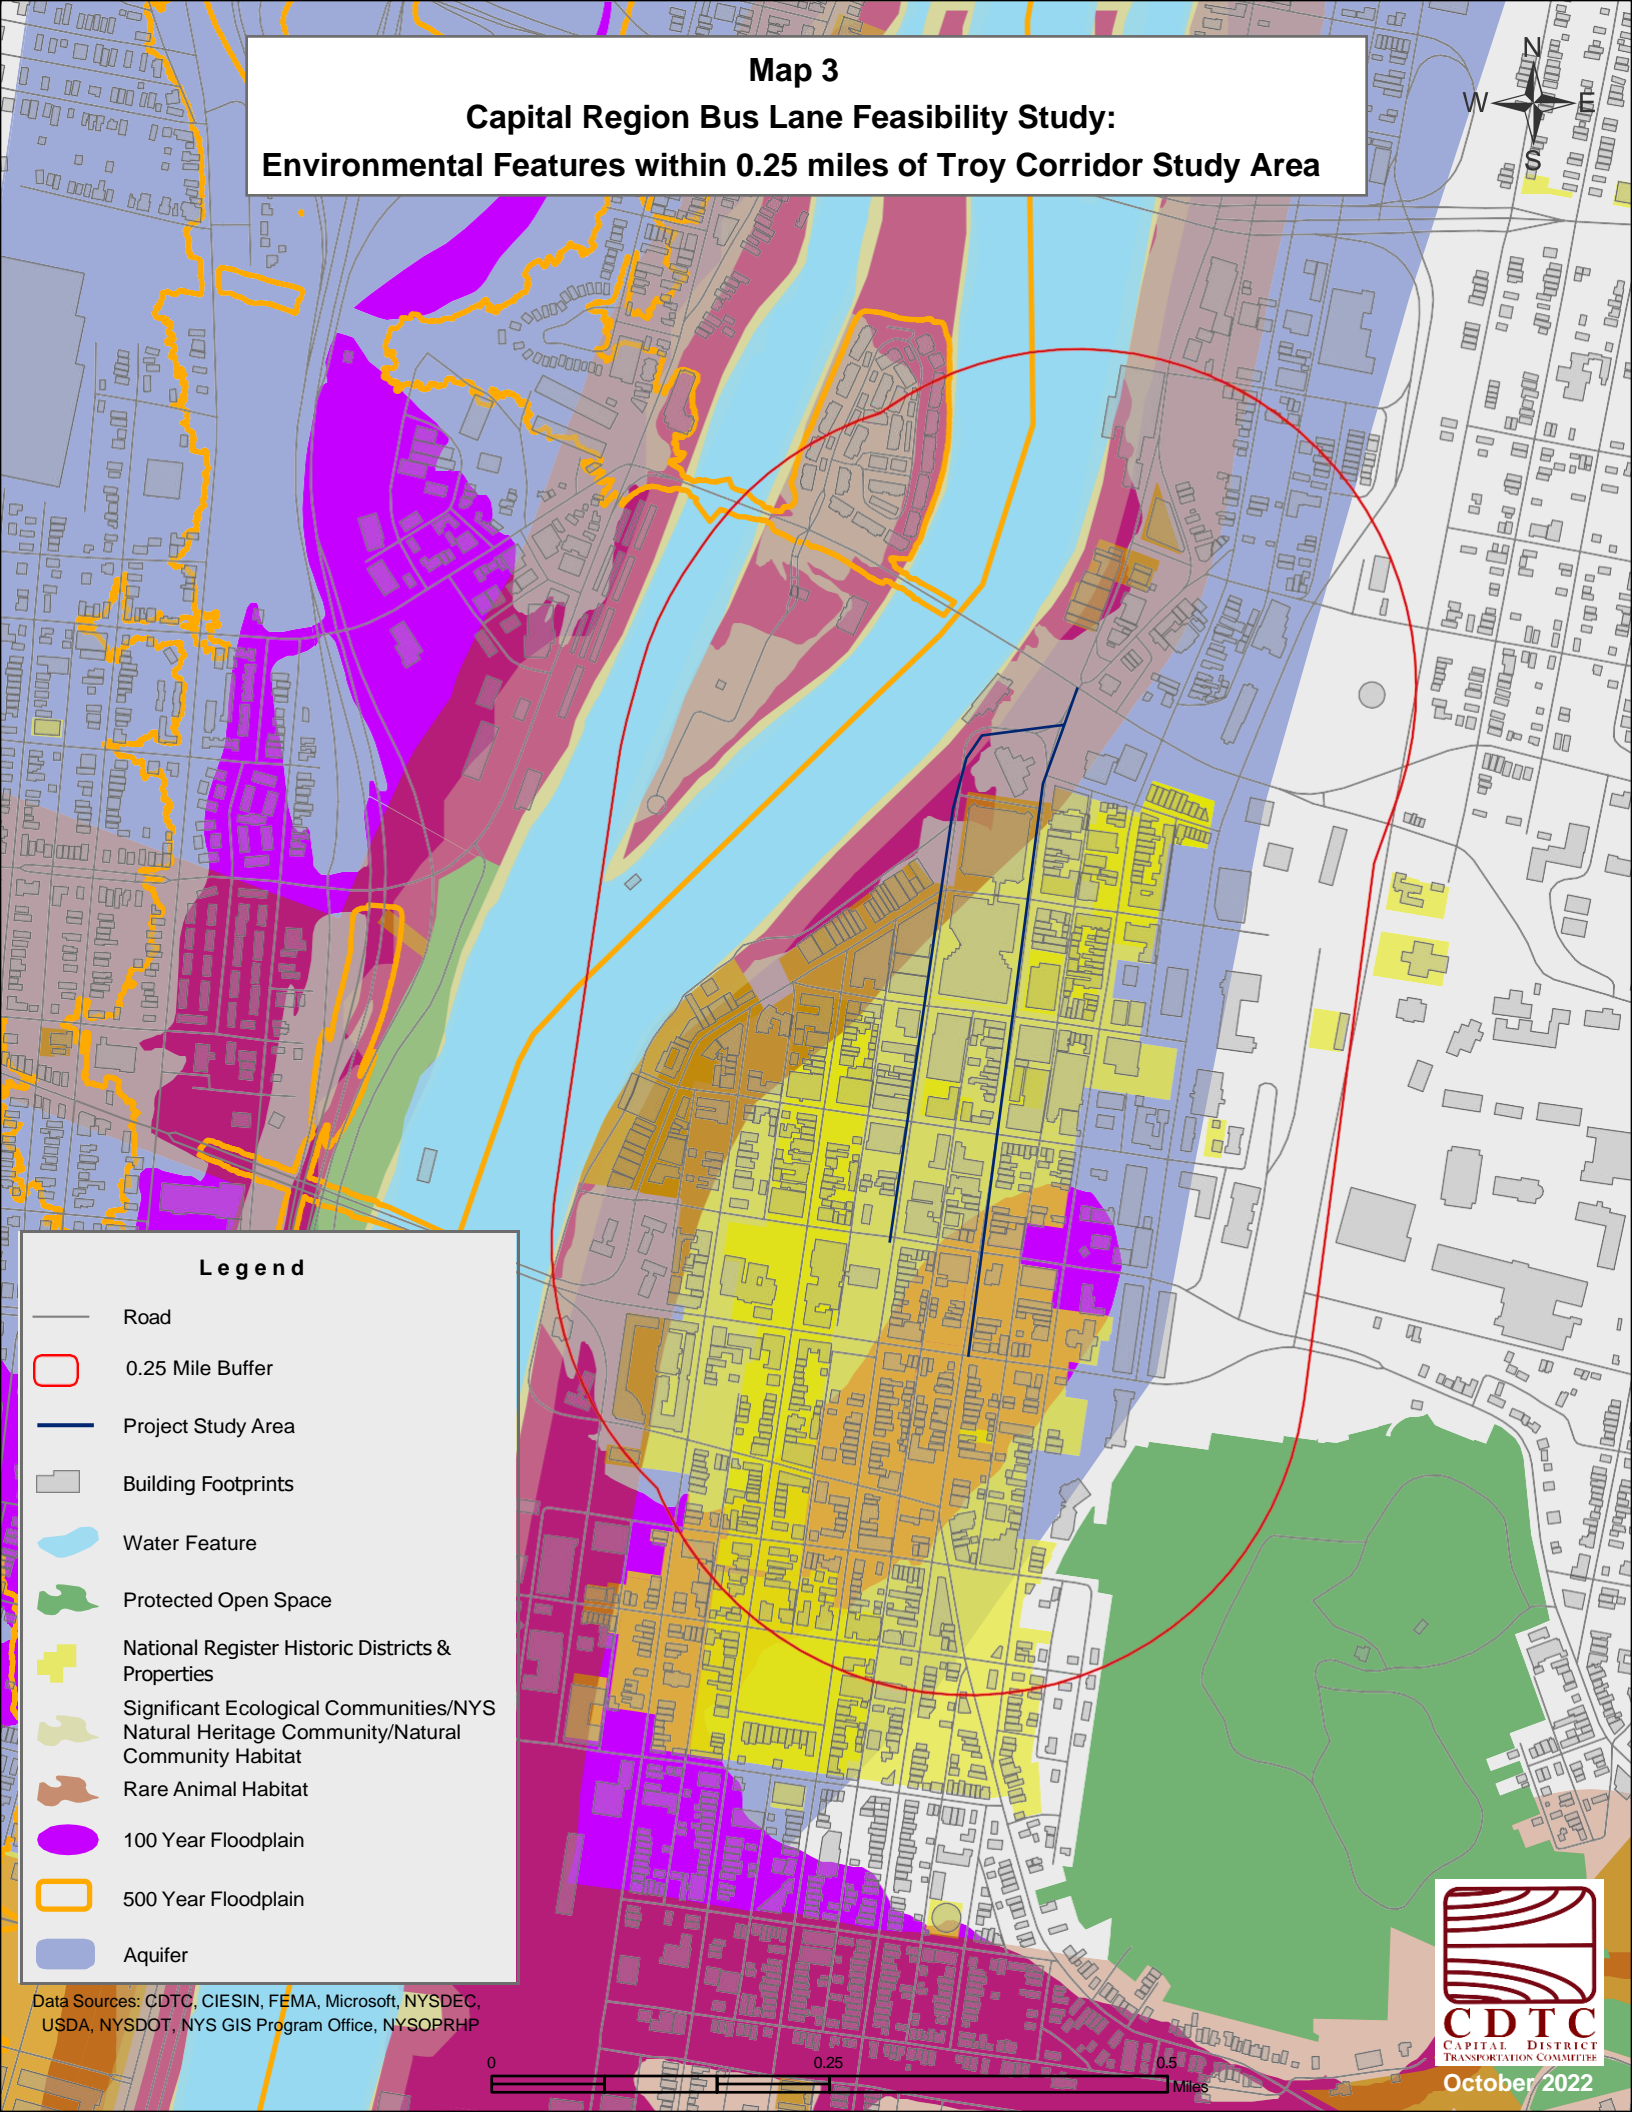 Map 3
Capital Region Bus Lane Feasibility Study:
Environmental Features within 0.25 miles of Troy Corridor Study Area
N
W E
S
Legend
Road
0.25 Mile Buffer
Project Study Area
Building Footprints
Water Feature
Protected Open Space
National Register Historic Districts &
Properties
Significant Ecological Communities/NYS
Natural Heritage Community/Natural
Community Habitat
Rare Animal Habitat
100 Year Floodplain
500 Year Floodplain
Aquifer
Data Sources: CDTC, CIESIN, FEMA, Microsoft, NYSDEC,
USDA, NYSDOT, NYS GIS Program Office, NYSOPRHP
0 0.25 0.5
Miles
CDTC
CAPITAL DISTRICT
TRANSPORTATION COMMITTEE
October 2022